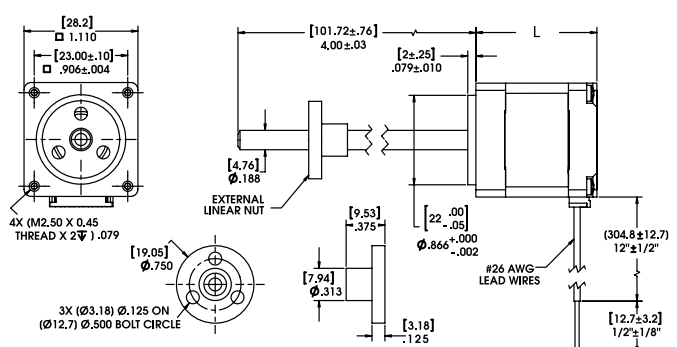 [28.2]
□ 1.110
[23.00±.10]
□ .906±.004
[101.72±.76]
4.00±.03
L
[2±.25]
.079±.010
[4.76]
Ø.188
EXTERNAL
LINEAR NUT
4X (M2.50 X 0.45
THREAD X 2↧) .079
[19.05]
Ø.750
3X (Ø3.18) Ø.125 ON
(Ø12.7) Ø.500 BOLT CIRCLE
[9.53]
.375
[7.94]
Ø.313
[3.18]
.125
[22 .00
-.05]
Ø.866+.000
-.002
#26 AWG
LEAD WIRES
(304.8±12.7)
12"±1/2"
[12.7±3.2]
1/2"±1/8"